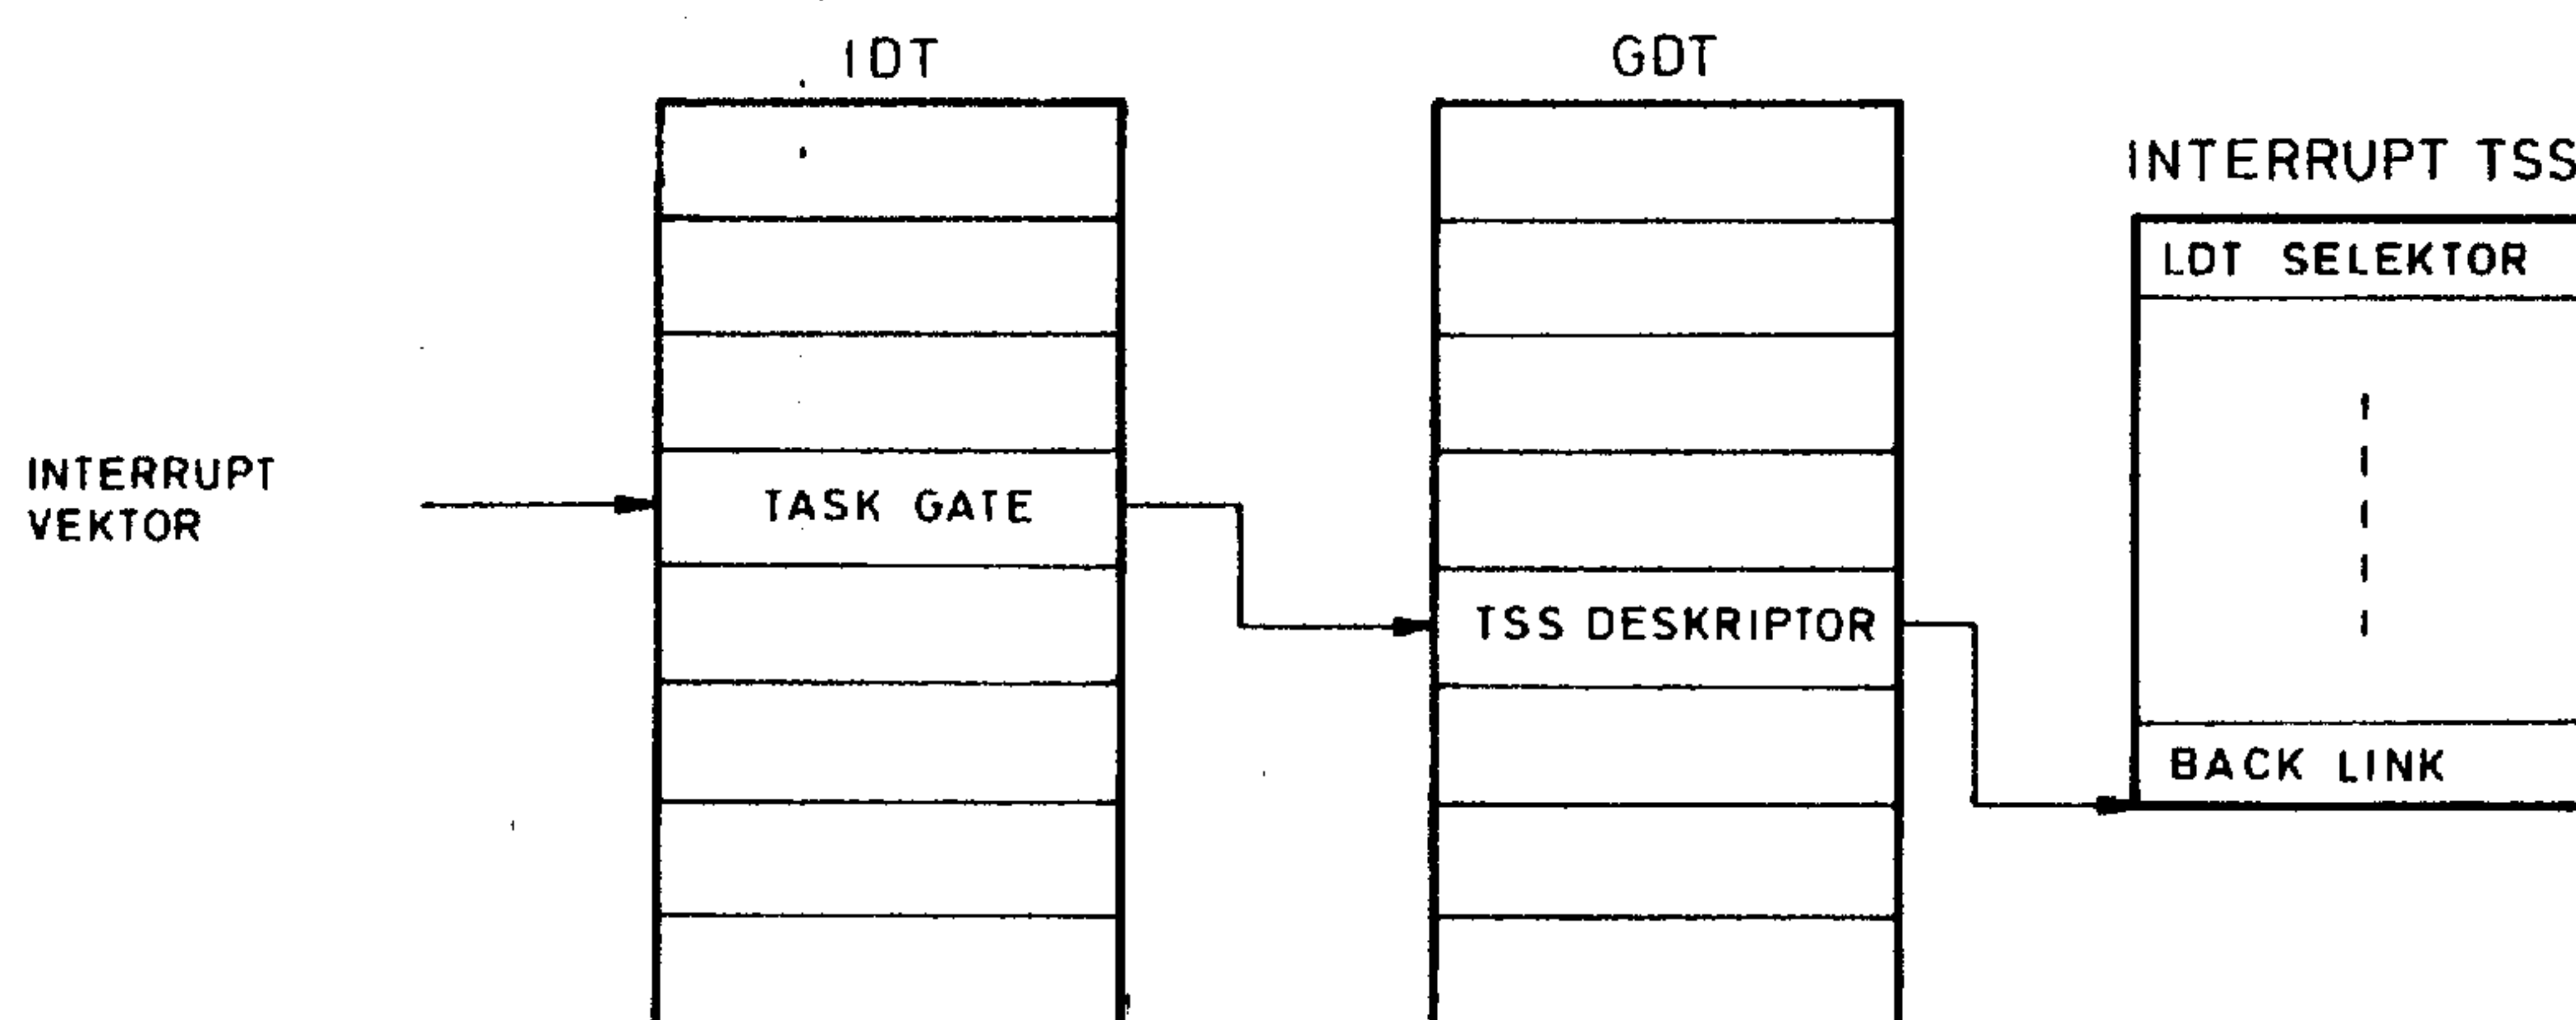 IDT
GDT
INTERRUPT TSS
LDT SELEKTOR
INTERRUPT
VEKTOR
TASK GATE
TSS DESKRIPTOR
BACK LINK